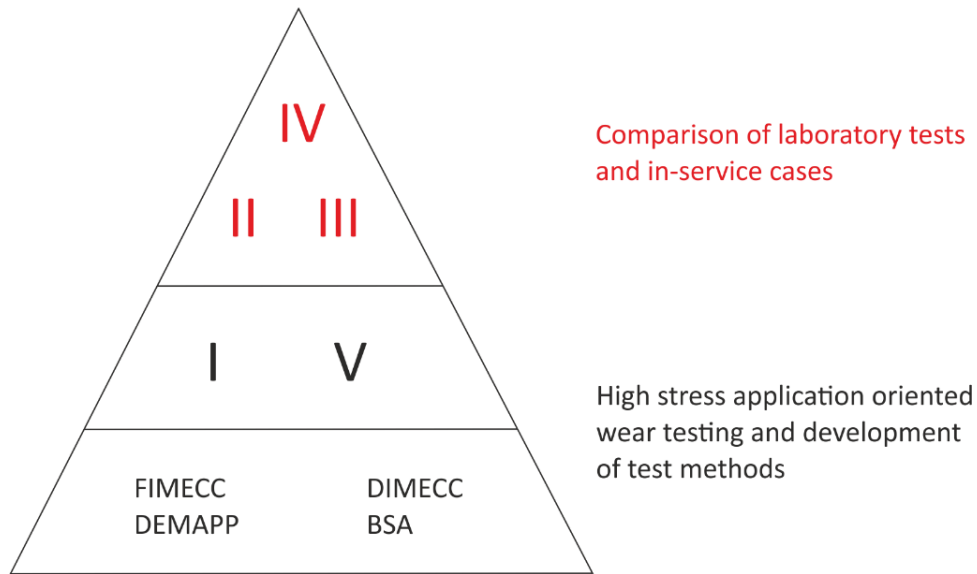 IV
II III
Comparison of laboratory tests
and in-service cases
I V
High stress application oriented
wear testing and development
of test methods
FIMECC DIMECC
DEMAPP BSA